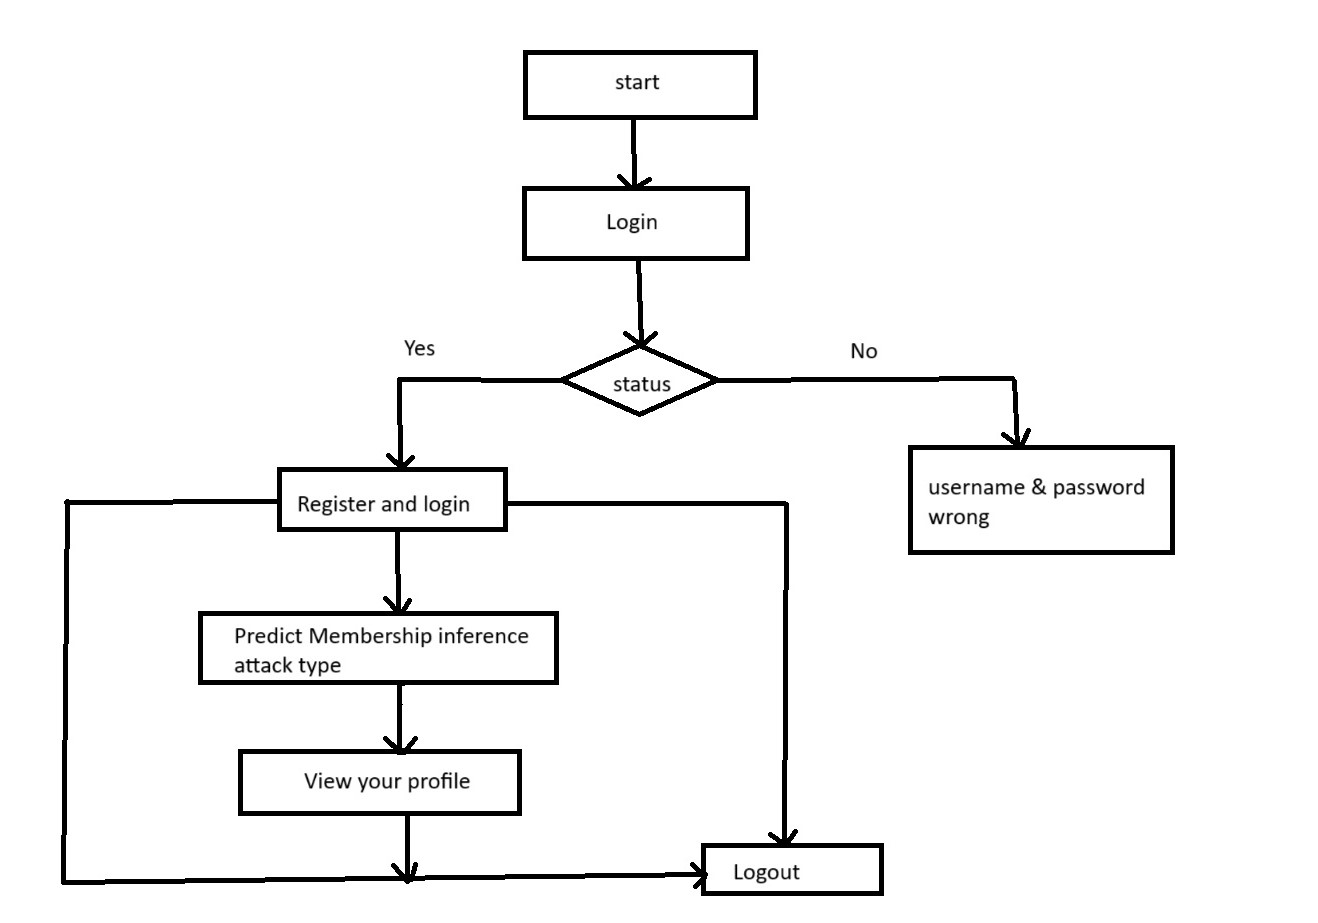 start
Login
Yes
No
status
Register and login
username & password
wrong
Predict Membership inference
attack type
View your profile
Logout